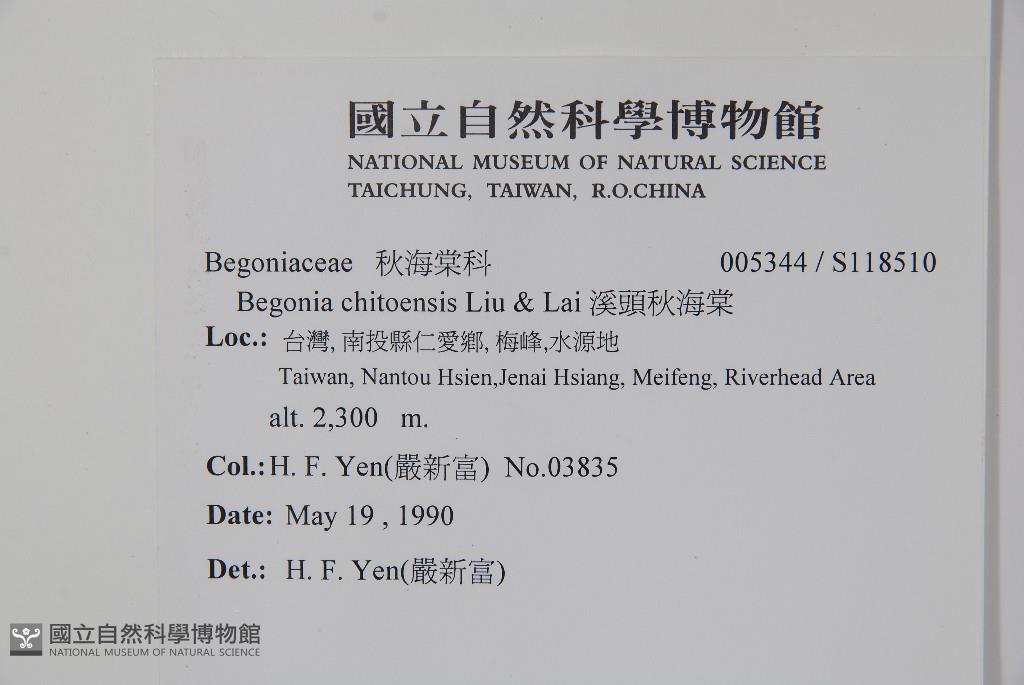 國立自然科學博物館
NATIONAL MUSEUM OF NATURAL SCIENCE
TAICHUNG, TAIWAN, R.O.CHINA
Begoniaceae 秋海棠科 005344 / S118510
Begonia chitoensis Liu & Lai 溪頭秋海棠
Loc.: 台灣, 南投縣仁愛鄉, 梅峰,水源地
Taiwan, Nantou Hsien,Jenai Hsiang, Meifeng, Riverhead Area
alt. 2,300 m.
Col.:H. F. Yen(嚴新富) No.03835
Date: May 19 , 1990
Det.: H. F. Yen(嚴新富)
國立自然科學博物館
NATIONAL MUSEUM OF NATURAL SCIENCE